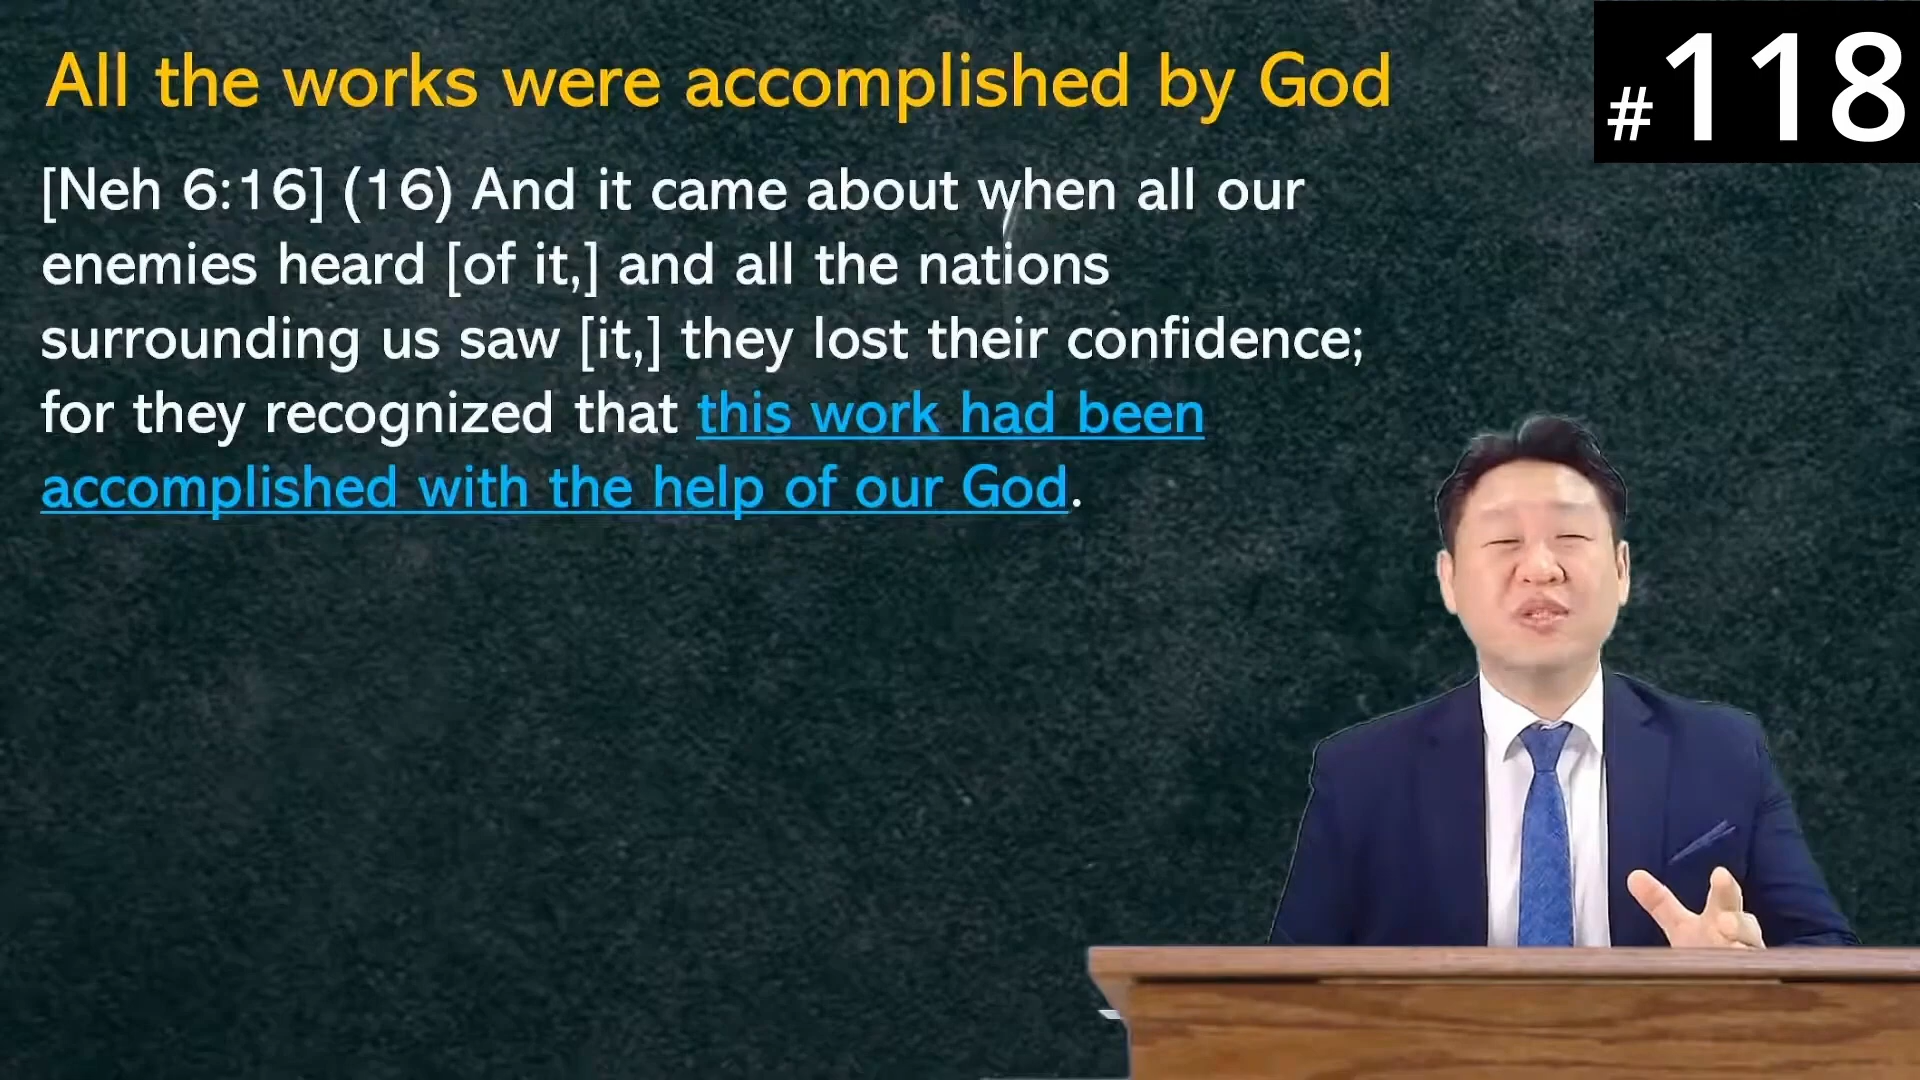 All the works were accomplished by God
#118
[Neh 6:16] (16) And it came about when all our
enemies heard [of it,] and all the nations
surrounding us saw [it,] they lost their confidence;
for they recognized that this work had been
accomplished with the help of our God.